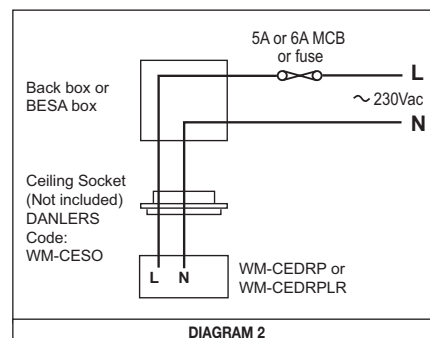 5A or 6A MCB
or fuse
L
Back box or
BESA box
~ 230Vac
N
Ceiling Socket
(Not included)
DANLERS
Code:
WM-CESO
L N
WM-CEDRP or
WM-CEDRPLR
DIAGRAM 2